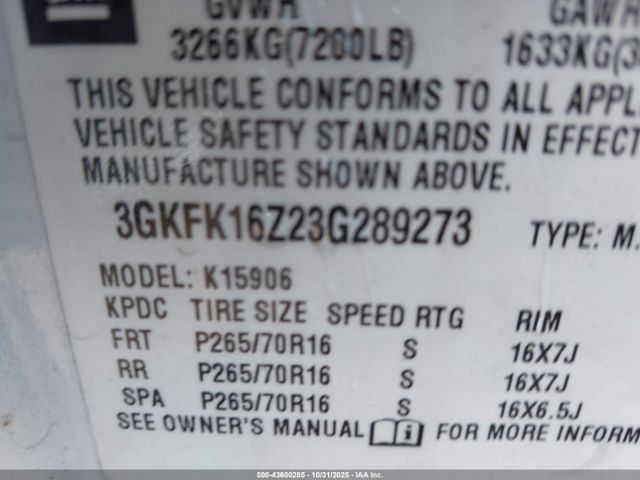 GVWR GAWR
3266KG(7200LB) 1633KG(3
THIS VEHICLE CONFORMS TO ALL APPL
VEHICLE SAFETY STANDARDS IN EFFECT
MANUFACTURE SHOWN ABOVE.
3GKFK16Z23G289273 TYPE: M.
MODEL: K15906
KPDC TIRE SIZE SPEED RTG RIM
FRT P265/70R16 S 16X7J
RR P265/70R16 S 16X7J
SPA P265/70R16 S 16X6.5J
SEE OWNER'S MANUAL FOR MORE INFORM
000-43600285 - 10/31/2025 - IAAI.COM